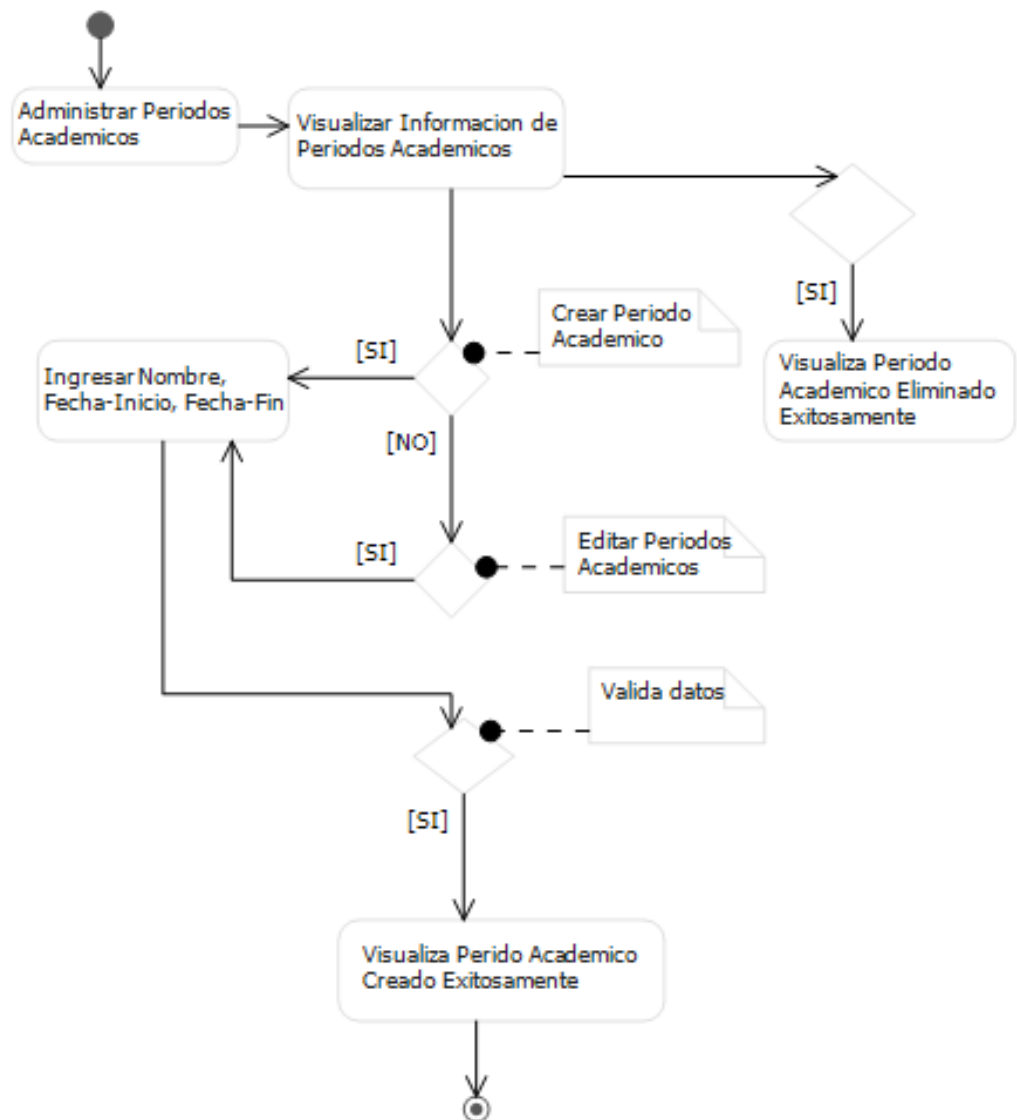 Administrar Periodos
Academicos
Visualizar Informacion de
Periodos Academicos
[SI]
Crear Periodo
Academico
[SI]
Visualiza Periodo
Academico Eliminado
Exitosamente
Ingresar Nombre,
Fecha-Inicio, Fecha-Fin
[NO]
[SI]
Editar Periodos
Academicos
Valida datos
[SI]
Visualiza Perido Academico
Creado Exitosamente